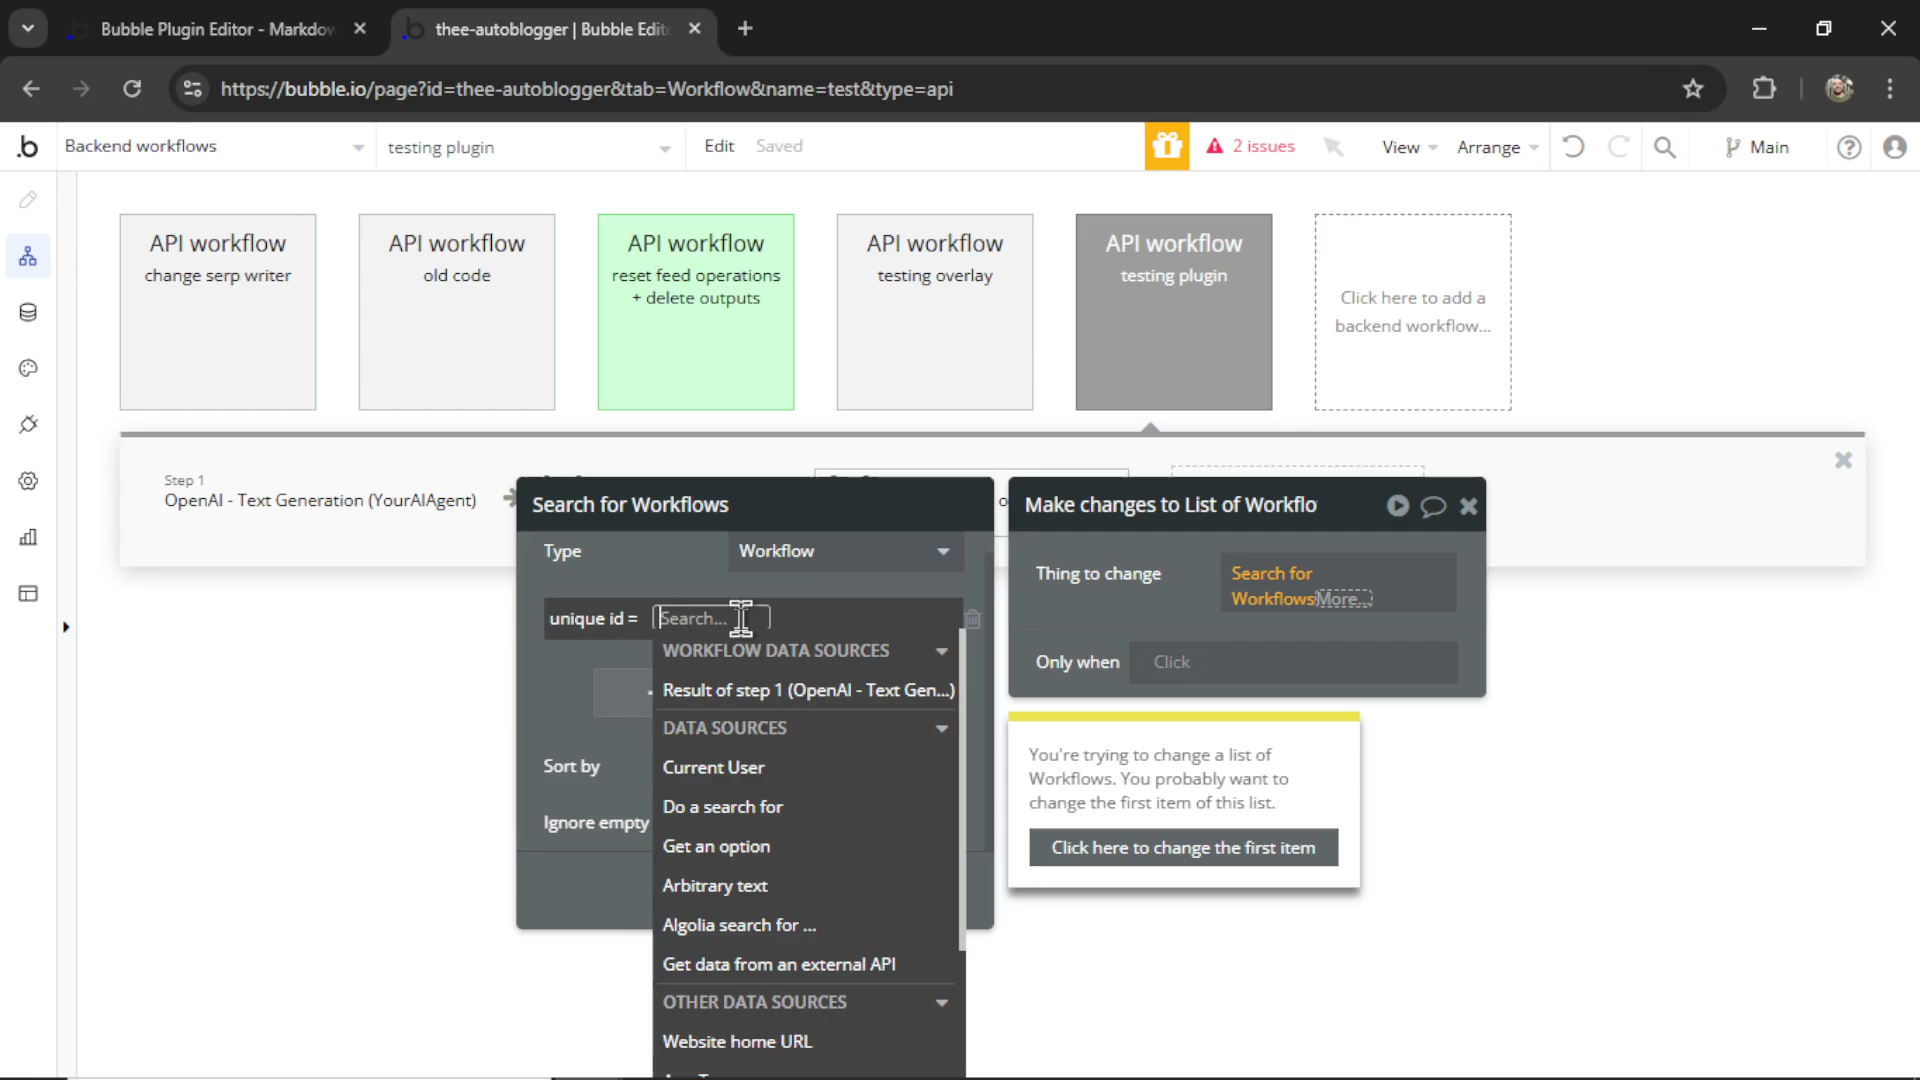 Bubble Plugin Editor - Markdow
thee-autoblogger | Bubble Edit
https://bubble.io/page?id=thee-autoblogger&tab=Workflow&name=test&type=api
.b
Backend workflows
testing plugin
Edit
Saved
2 issues
View
Arrange
Main
API workflow
change serp writer
API workflow
old code
API workflow
reset feed operations
+ delete outputs
API workflow
testing overlay
API workflow
testing plugin
Click here to add a
backend workflow...
Step 1
OpenAI - Text Generation (YourAIAgent)
Search for Workflows
Type
Workflow
unique id =
Search...
WORKFLOW DATA SOURCES
Result of step 1 (OpenAI - Text Gen...)
DATA SOURCES
Current User
Do a search for
Get an option
Arbitrary text
Algolia search for ...
Get data from an external API
OTHER DATA SOURCES
Website home URL
Sort by
Ignore empty
Make changes to List of Workflo
Thing to change
Search for
WorkflowsMore...
Only when
Click
You're trying to change a list of
Workflows. You probably want to
change the first item of this list.
Click here to change the first item